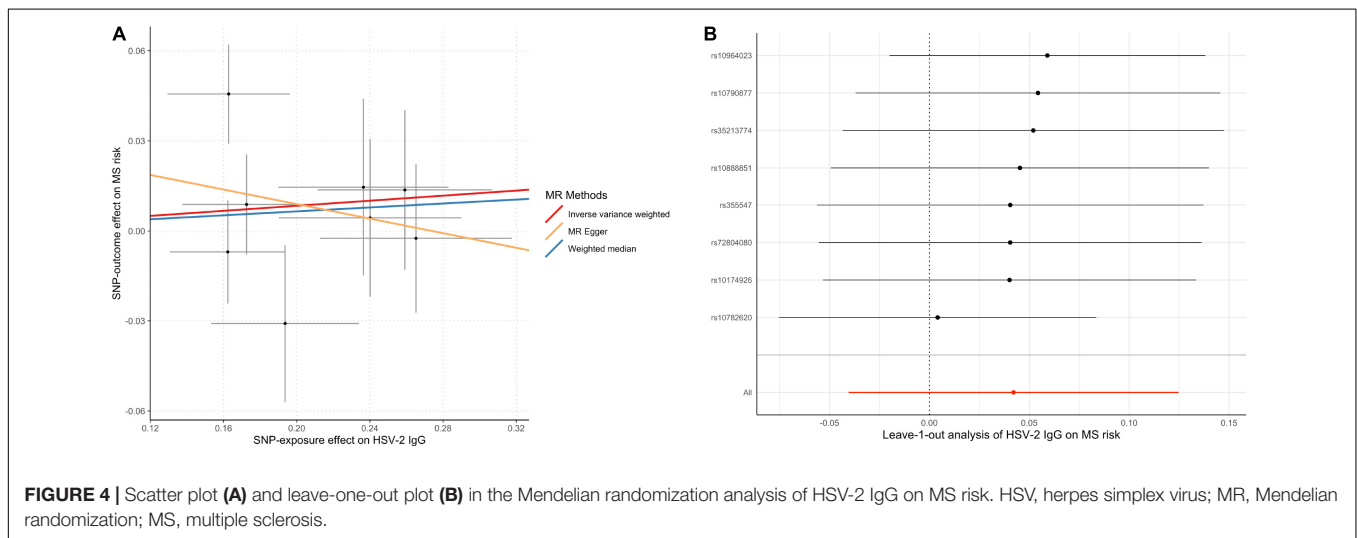 A
0.06
0.03
0.00
-0.03
-0.06
SNP-outcome effect on MS risk
0.12 0.16 0.20 0.24 0.28 0.32
SNP-exposure effect on HSV-2 IgG
MR Methods
Inverse variance weighted
MR Egger
Weighted median
B
rs10964023
rs10790877
rs35213774
rs10888851
rs355547
rs72804080
rs10174926
rs10782620
All
-0.05 0.00 0.05 0.10 0.15
Leave-1-out analysis of HSV-2 IgG on MS risk
FIGURE 4 | Scatter plot (A) and leave-one-out plot (B) in the Mendelian randomization analysis of HSV-2 IgG on MS risk. HSV, herpes simplex virus; MR, Mendelian
randomization; MS, multiple sclerosis.